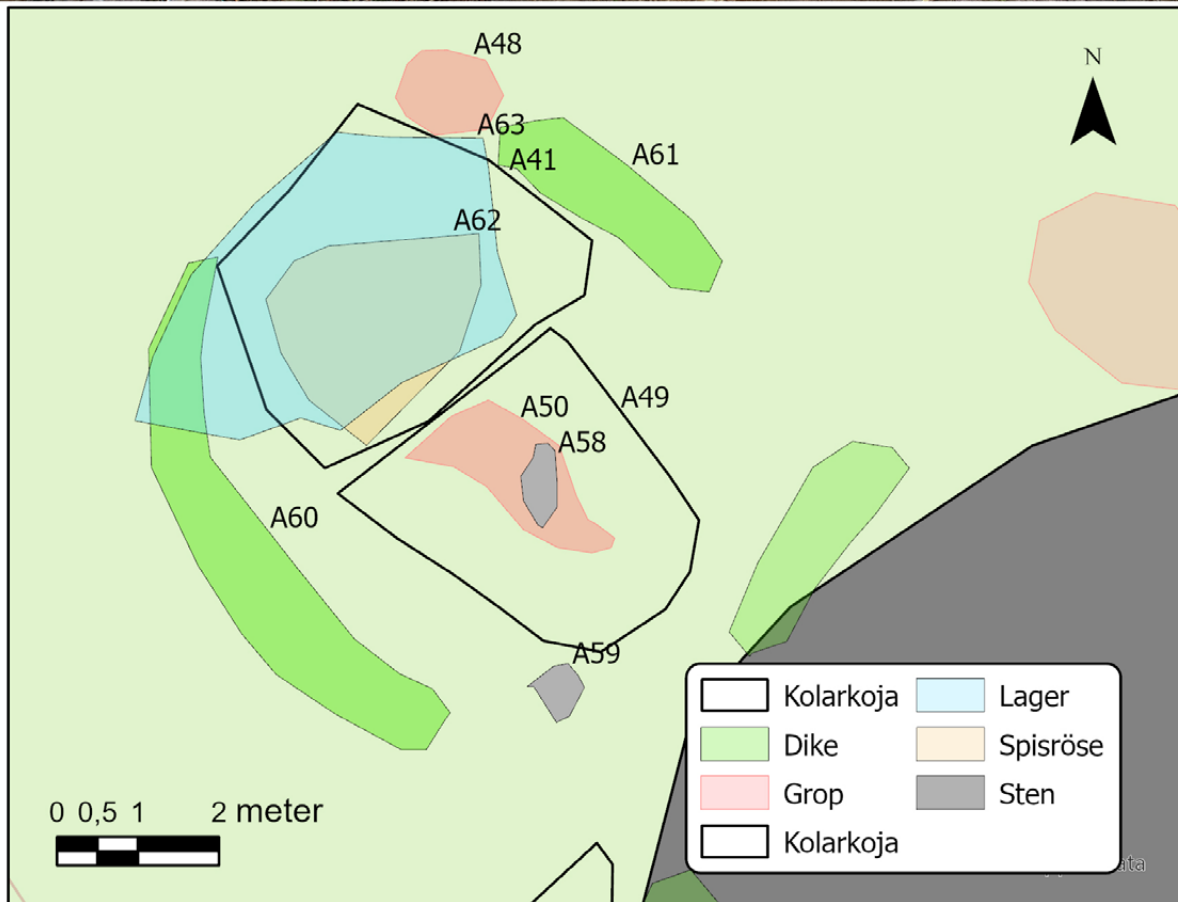 A48
N
A63
A41
A61
A62
A49
A50
A58
A60
A59
0 0,5 1 2 meter
Kolarkoja
Lager
Dike
Spisröse
Grop
Sten
Kolarkoja